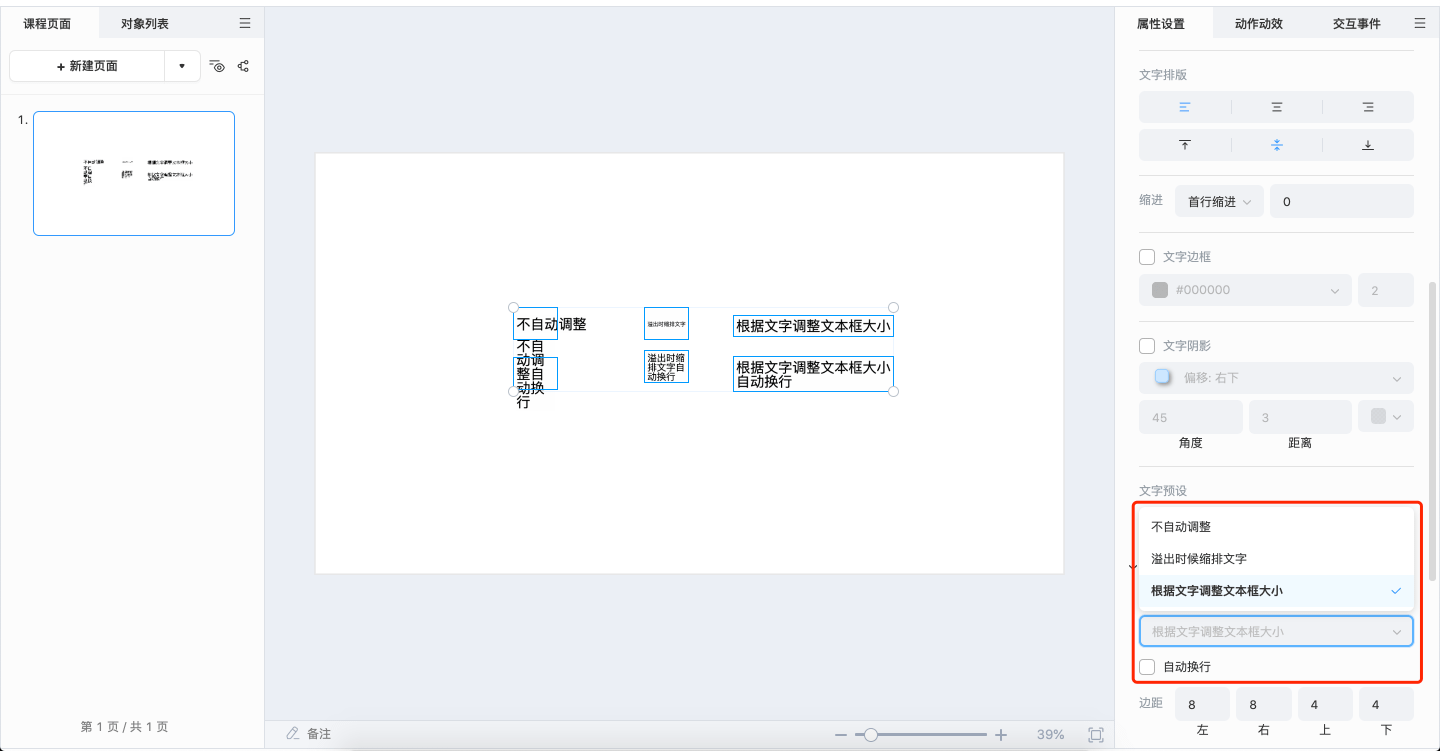 课程页面
对象列表
+ 新建页面
1.
第 1 页 / 共 1 页
不自动调整
不自
动调
整自
动换
行
溢出时缩排文字
溢出时缩
排文字自
动换行
根据文字调整文本框大小
根据文字调整文本框大小
自动换行
备注
39%
属性设置
动作动效
交互事件
文字排版
缩进
首行缩进
0
文字边框
#000000
2
文字阴影
偏移: 右下
45
3
角度
距离
文字预设
不自动调整
溢出时候缩排文字
根据文字调整文本框大小
根据文字调整文本框大小
自动换行
边距
8
8
4
4
左
右
上
下